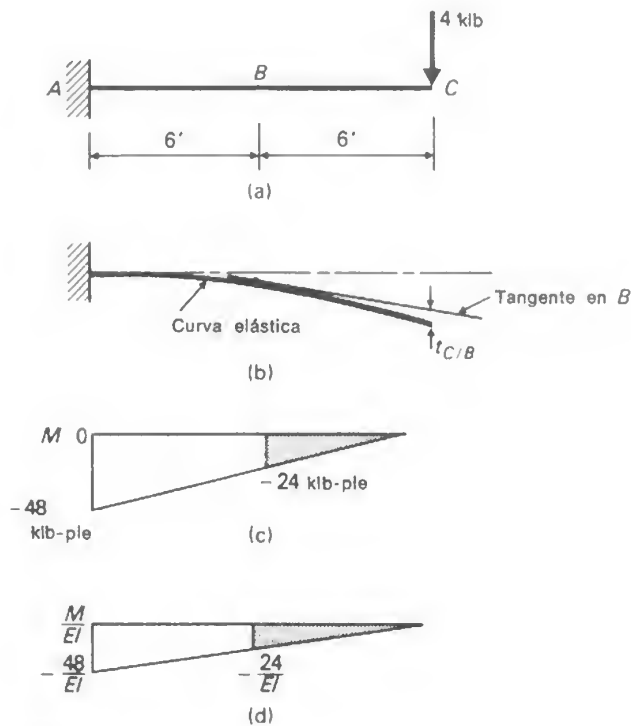 4 klb
A
B
C
6'
6'
(a)
Curva elástica
Tangente en B
t_{C/B}
(b)
M 0
− 24 klb-pie
− 48
klb-pie
(c)
M
EI
− 48/EI
− 24/EI
(d)